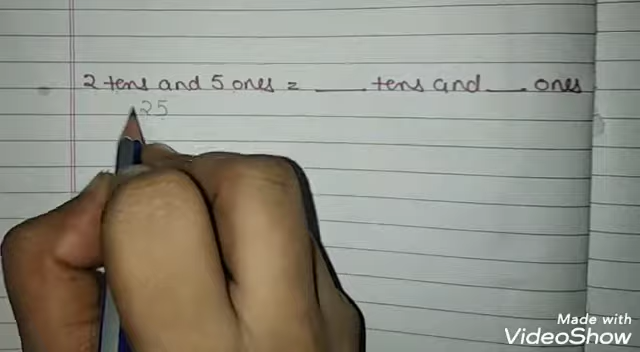 2 tens and 5 ones = ___ tens and ___ ones
25
Made with
VideoShow